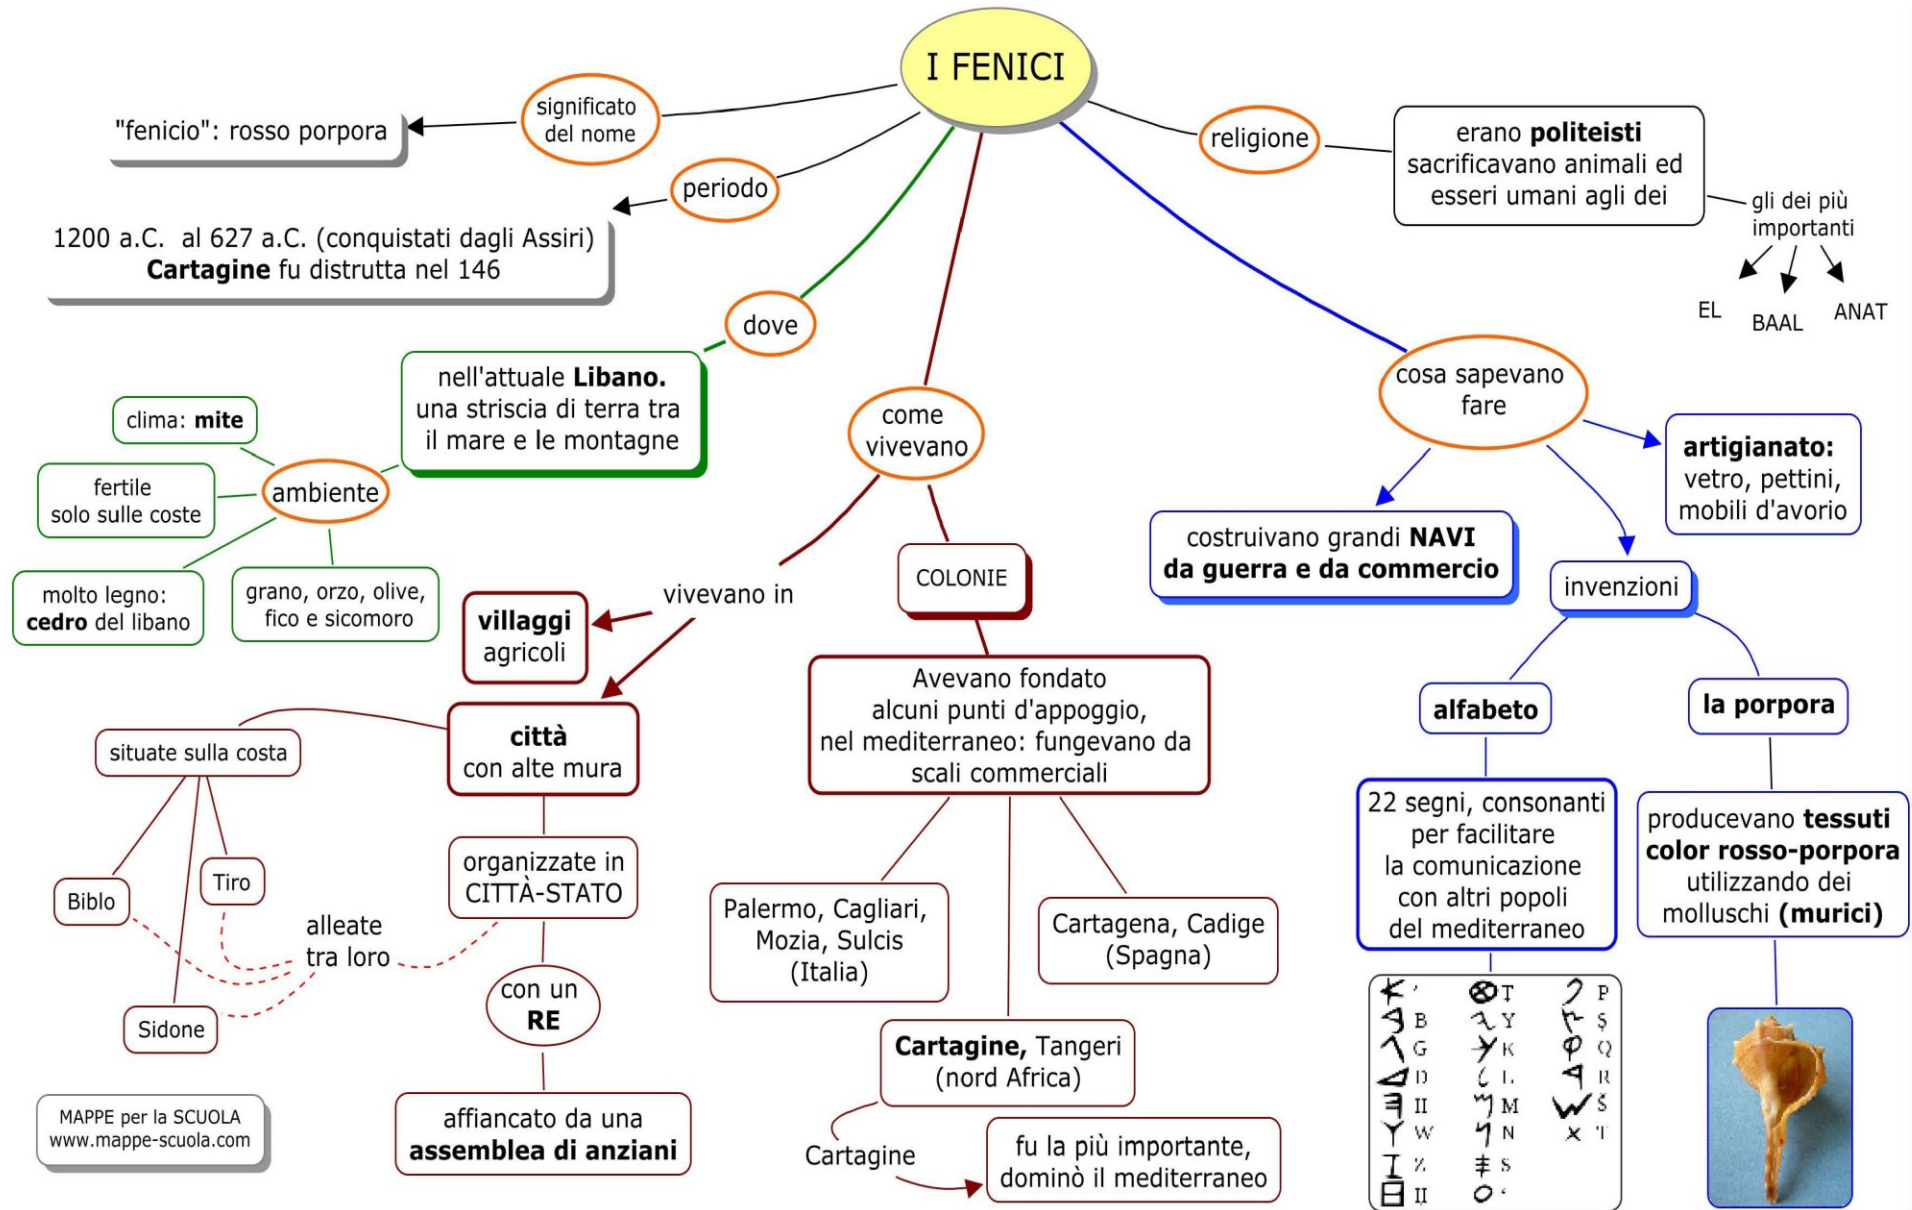 I FENICI
significato
del nome
"fenicio": rosso porpora
periodo
1200 a.C.  al 627 a.C. (conquistati dagli Assiri)
Cartagine fu distrutta nel 146
dove
nell'attuale Libano.
una striscia di terra tra
il mare e le montagne
ambiente
clima: mite
fertile
solo sulle coste
molto legno:
cedro del libano
grano, orzo, olive,
fico e sicomoro
come
vivevano
vivevano in
villaggi
agricoli
città
con alte mura
situate sulla costa
Biblo
Tiro
Sidone
alleate
tra loro
organizzate in
CITTÀ-STATO
con un
RE
affiancato da una
assemblea di anziani
COLONIE
Avevano fondato
alcuni punti d'appoggio,
nel mediterraneo: fungevano da
scali commerciali
Palermo, Cagliari,
Mozia, Sulcis
(Italia)
Cartagine, Tangeri
(nord Africa)
Cartagena, Cadige
(Spagna)
Cartagine
fu la più importante,
dominò il mediterraneo
religione
erano politeisti
sacrificavano animali ed
esseri umani agli dei
gli dei più
importanti
EL
BAAL
ANAT
cosa sapevano
fare
artigianato:
vetro, pettini,
mobili d'avorio
costruivano grandi NAVI
da guerra e da commercio
invenzioni
alfabeto
22 segni, consonanti
per facilitare
la comunicazione
con altri popoli
del mediterraneo
la porpora
producevano tessuti
color rosso-porpora
utilizzando dei
molluschi (murici)
' Ṭ P
B Y Ṣ
G K Q
D L R
H M Š
W N T
Z S
Ḥ ‘
MAPPE per la SCUOLA
www.mappe-scuola.com